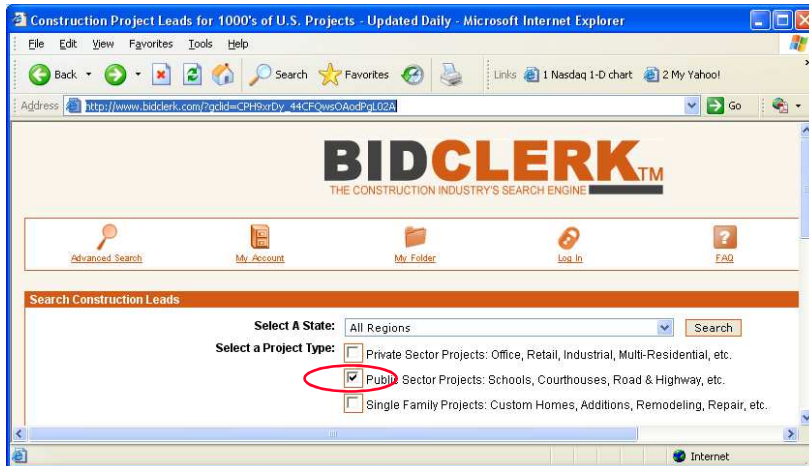 Construction Project Leads for 1000's of U.S. Projects - Updated Daily - Microsoft Internet Explorer
File Edit View Favorites Tools Help
Back Search Favorites Links 1 Nasdaq 1-D chart 2 My Yahoo!
Address http://www.bidclerk.com/?gclid=CPH9xrDy_44CFQwsOAodPgL02A Go
BIDCLERK TM
THE CONSTRUCTION INDUSTRY'S SEARCH ENGINE
Advanced Search My Account My Folder Log In FAQ
Search Construction Leads
Select A State: All Regions Search
Select a Project Type: Private Sector Projects: Office, Retail, Industrial, Multi-Residential, etc.
Public Sector Projects: Schools, Courthouses, Road & Highway, etc.
Single Family Projects: Custom Homes, Additions, Remodeling, Repair, etc.
Internet